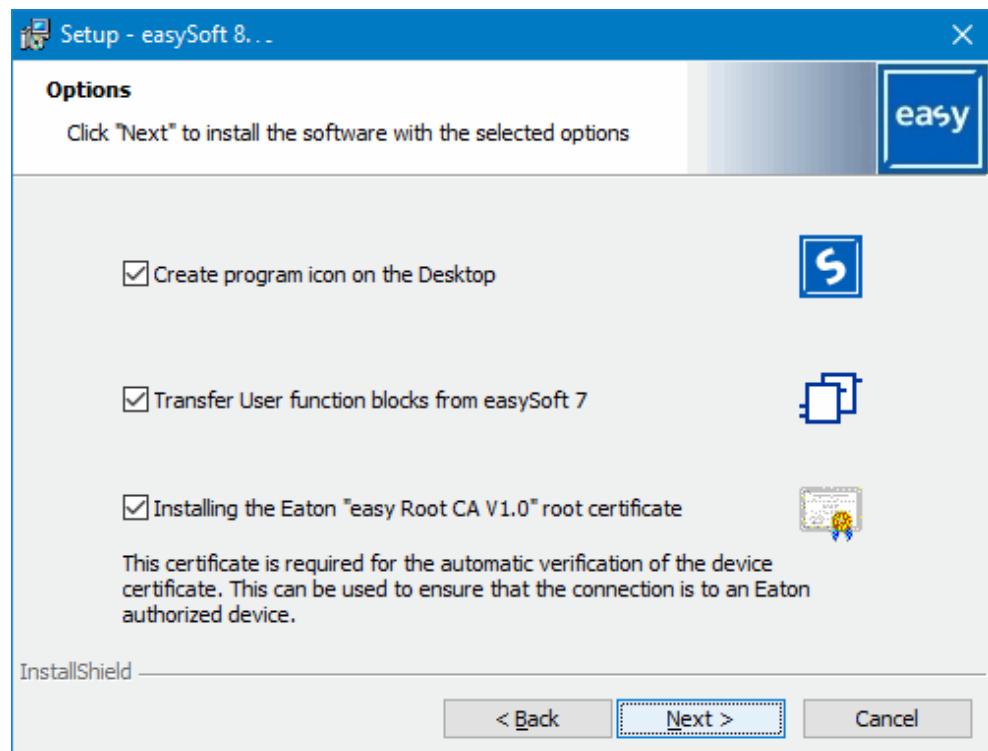 Setup - easySoft 8. . _
Options
Click "Next" to install the software with the selected options
easy
Create program icon on the Desktop
S
Transfer User function blocks from easySoft 7
Installing the Eaton "easy Root CA V1.0" root certificate
This certificate is required for the automatic verification of the device
certificate. This can be used to ensure that the connection is to an Eaton
authorized device.
InstallShield
< Back
Next >
Cancel